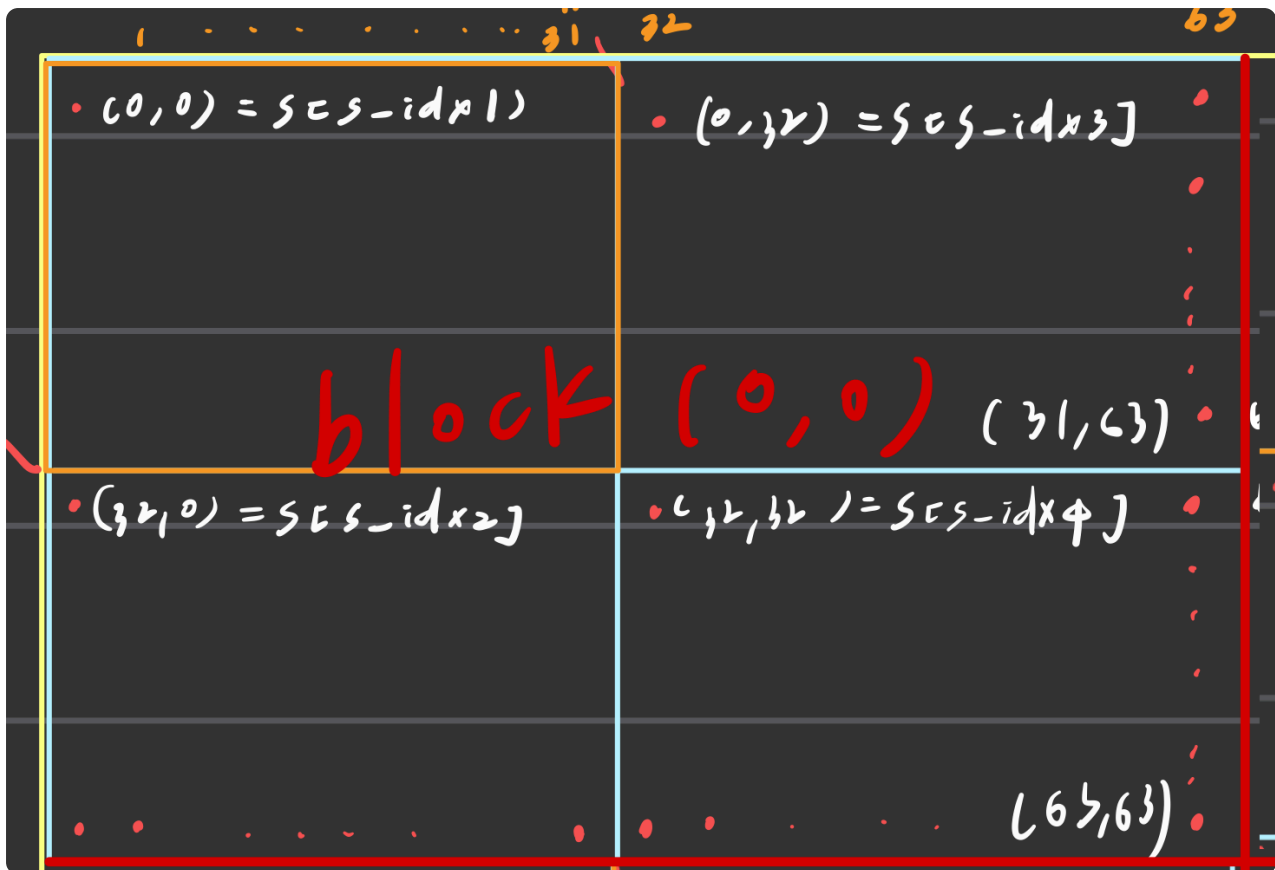 1 . . . . . . . . 31 32 63
(0,0) = S[S_idx1)
(0,32) = S[S_idx3]
block (0,0)
(31,63)
(32,0) = S[S_idx2]
(32,32) = S[S_idx4]
(63,63)